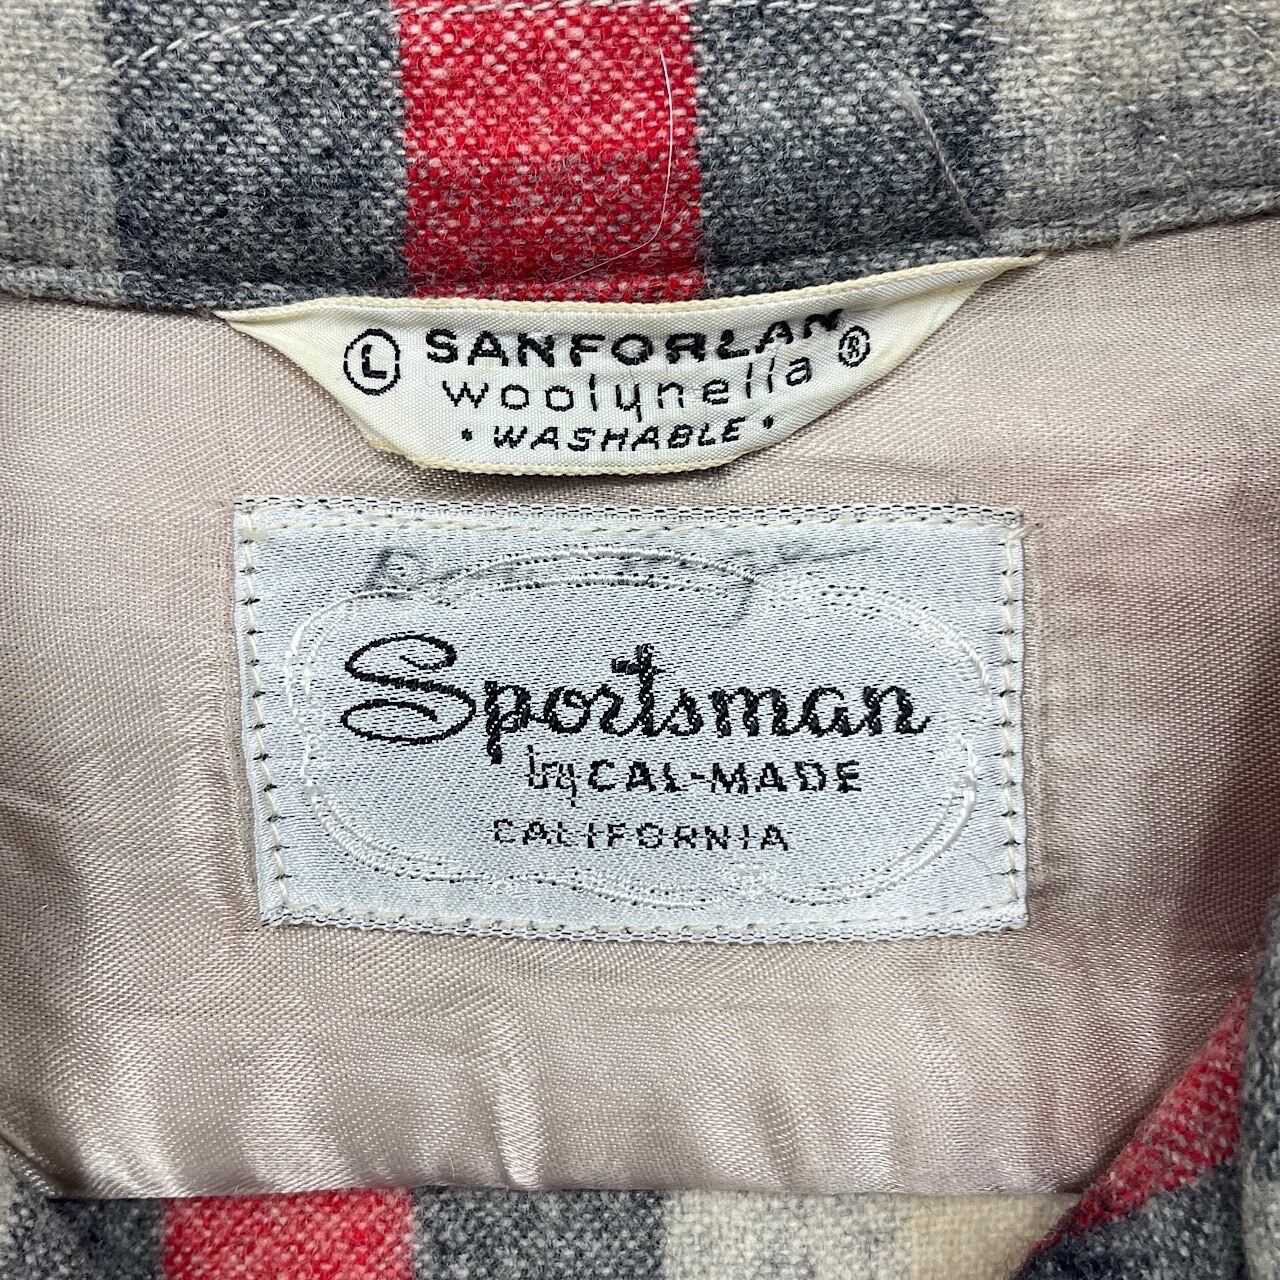 L SANFORLAN ®
woolynella
• WASHABLE •
Sportsman
by CAL-MADE
CALIFORNIA